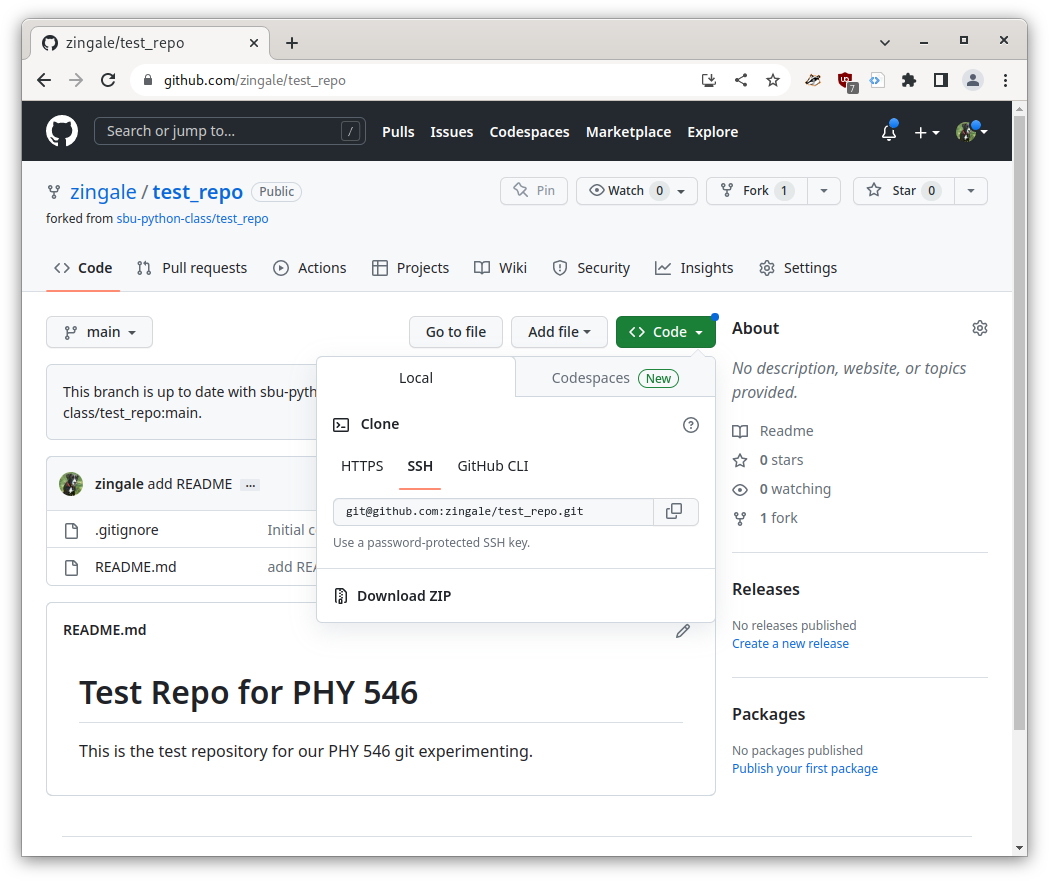 zingale/test_repo
github.com/zingale/test_repo
7
Search or jump to... /
Pulls Issues Codespaces Marketplace Explore
zingale / test_repo Public
Pin Watch 0 Fork 1 Star 0
forked from sbu-python-class/test_repo
Code Pull requests Actions Projects Wiki Security Insights Settings
main Go to file Add file Code
This branch is up to date with sbu-pyth
class/test_repo:main.
Local Codespaces New
Clone
HTTPS SSH GitHub CLI
git@github.com:zingale/test_repo.git
Use a password-protected SSH key.
Download ZIP
zingale add README ...
.gitignore Initial c
README.md add REA
README.md
Test Repo for PHY 546
This is the test repository for our PHY 546 git experimenting.
About
No description, website, or topics
provided.
Readme
0 stars
0 watching
1 fork
Releases
No releases published
Create a new release
Packages
No packages published
Publish your first package